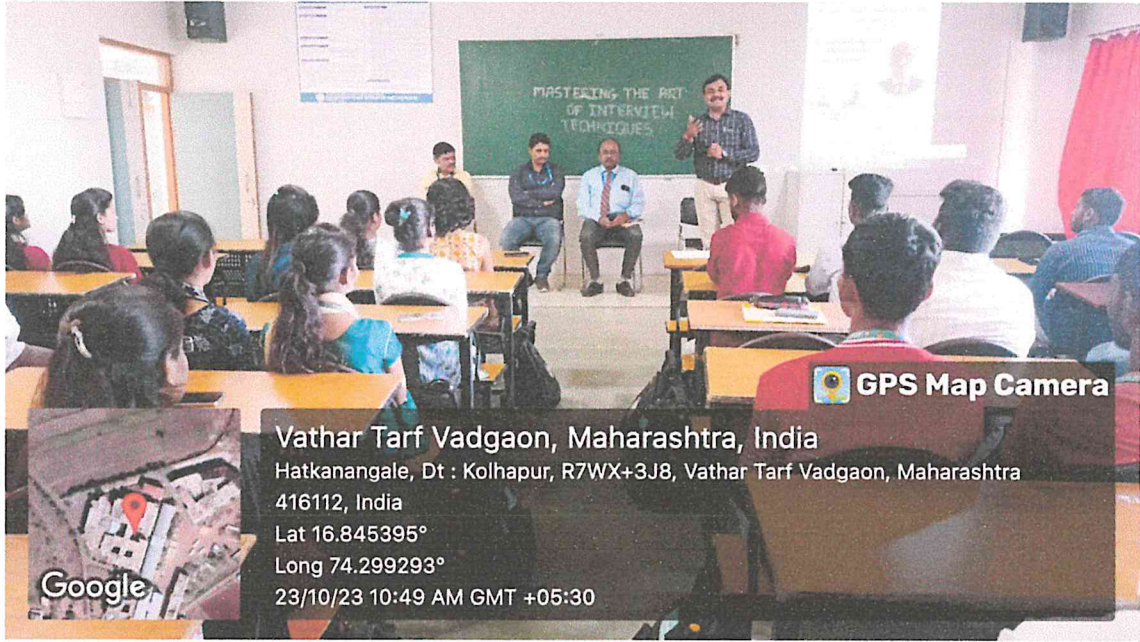 MASTERING THE ART
OF INTERVIEW
TECHNIQUES
GPS Map Camera
Vathar Tarf Vadgaon, Maharashtra, India
Hatkanangale, Dt : Kolhapur, R7WX+3J8, Vathar Tarf Vadgaon, Maharashtra
416112, India
Lat 16.845395°
Long 74.299293°
23/10/23 10:49 AM GMT +05:30
Google